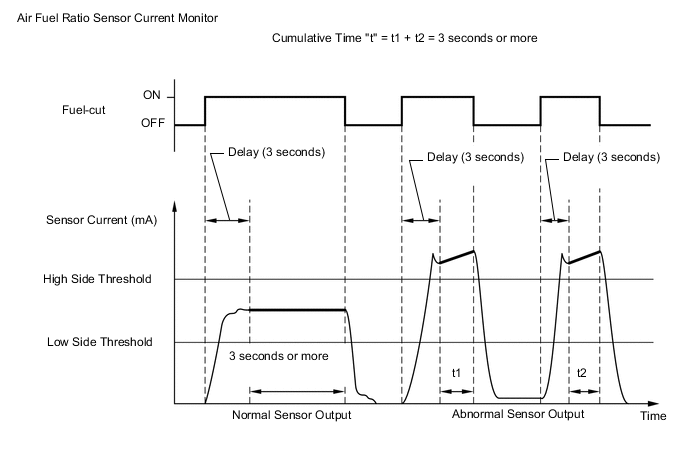 Air Fuel Ratio Sensor Current Monitor
Cumulative Time "t" = t1 + t2 = 3 seconds or more
ON
Fuel-cut
OFF
Delay (3 seconds)
Delay (3 seconds)
Delay (3 seconds)
Sensor Current (mA)
High Side Threshold
Low Side Threshold
3 seconds or more
t1
t2
Normal Sensor Output
Abnormal Sensor Output
Time